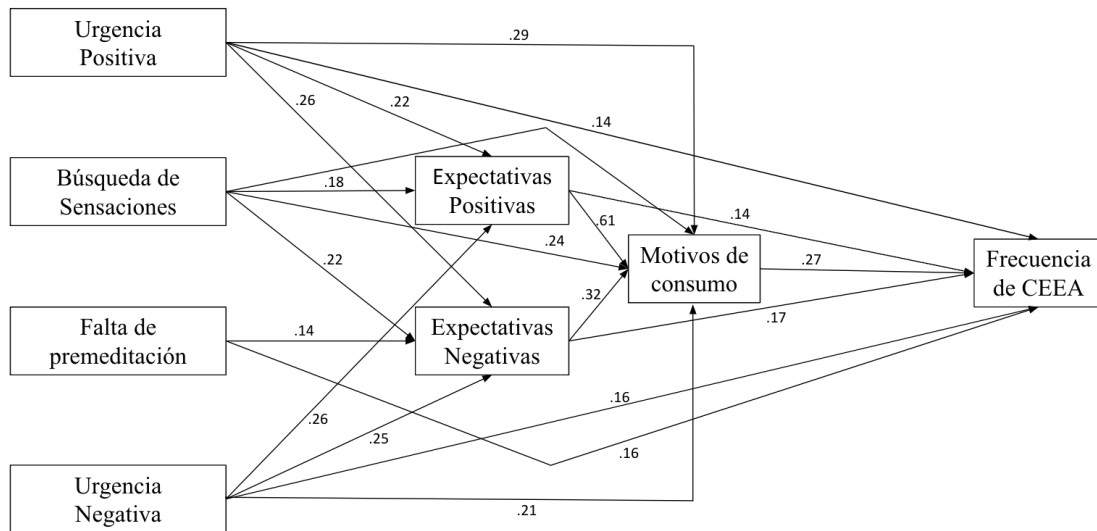 Urgencia
Positiva
.29
.22
.26
.14
Búsqueda de
Sensaciones
.18
Expectativas
Positivas
.61
.14
.24
Motivos de
consumo
.27
Frecuencia
de CEEA
.22
.32
.17
Falta de
premeditación
.14
Expectativas
Negativas
.26
.25
.16
.16
Urgencia
Negativa
.21